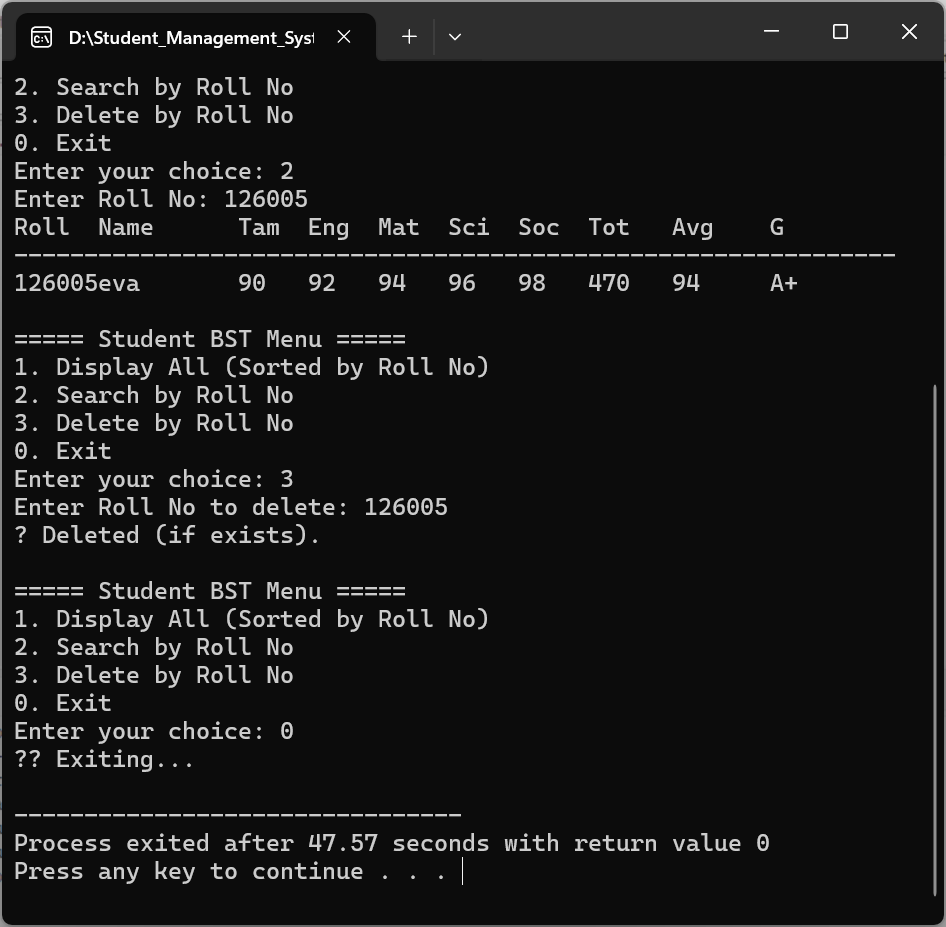 D:\Student_Management_Syst
2. Search by Roll No
3. Delete by Roll No
0. Exit
Enter your choice: 2
Enter Roll No: 126005
Roll  Name      Tam  Eng  Mat  Sci  Soc  Tot   Avg    G
---------------------------------------------------------------
126005eva       90   92   94   96   98   470   94     A+

===== Student BST Menu =====
1. Display All (Sorted by Roll No)
2. Search by Roll No
3. Delete by Roll No
0. Exit
Enter your choice: 3
Enter Roll No to delete: 126005
? Deleted (if exists).

===== Student BST Menu =====
1. Display All (Sorted by Roll No)
2. Search by Roll No
3. Delete by Roll No
0. Exit
Enter your choice: 0
?? Exiting...

--------------------------------
Process exited after 47.57 seconds with return value 0
Press any key to continue . . .